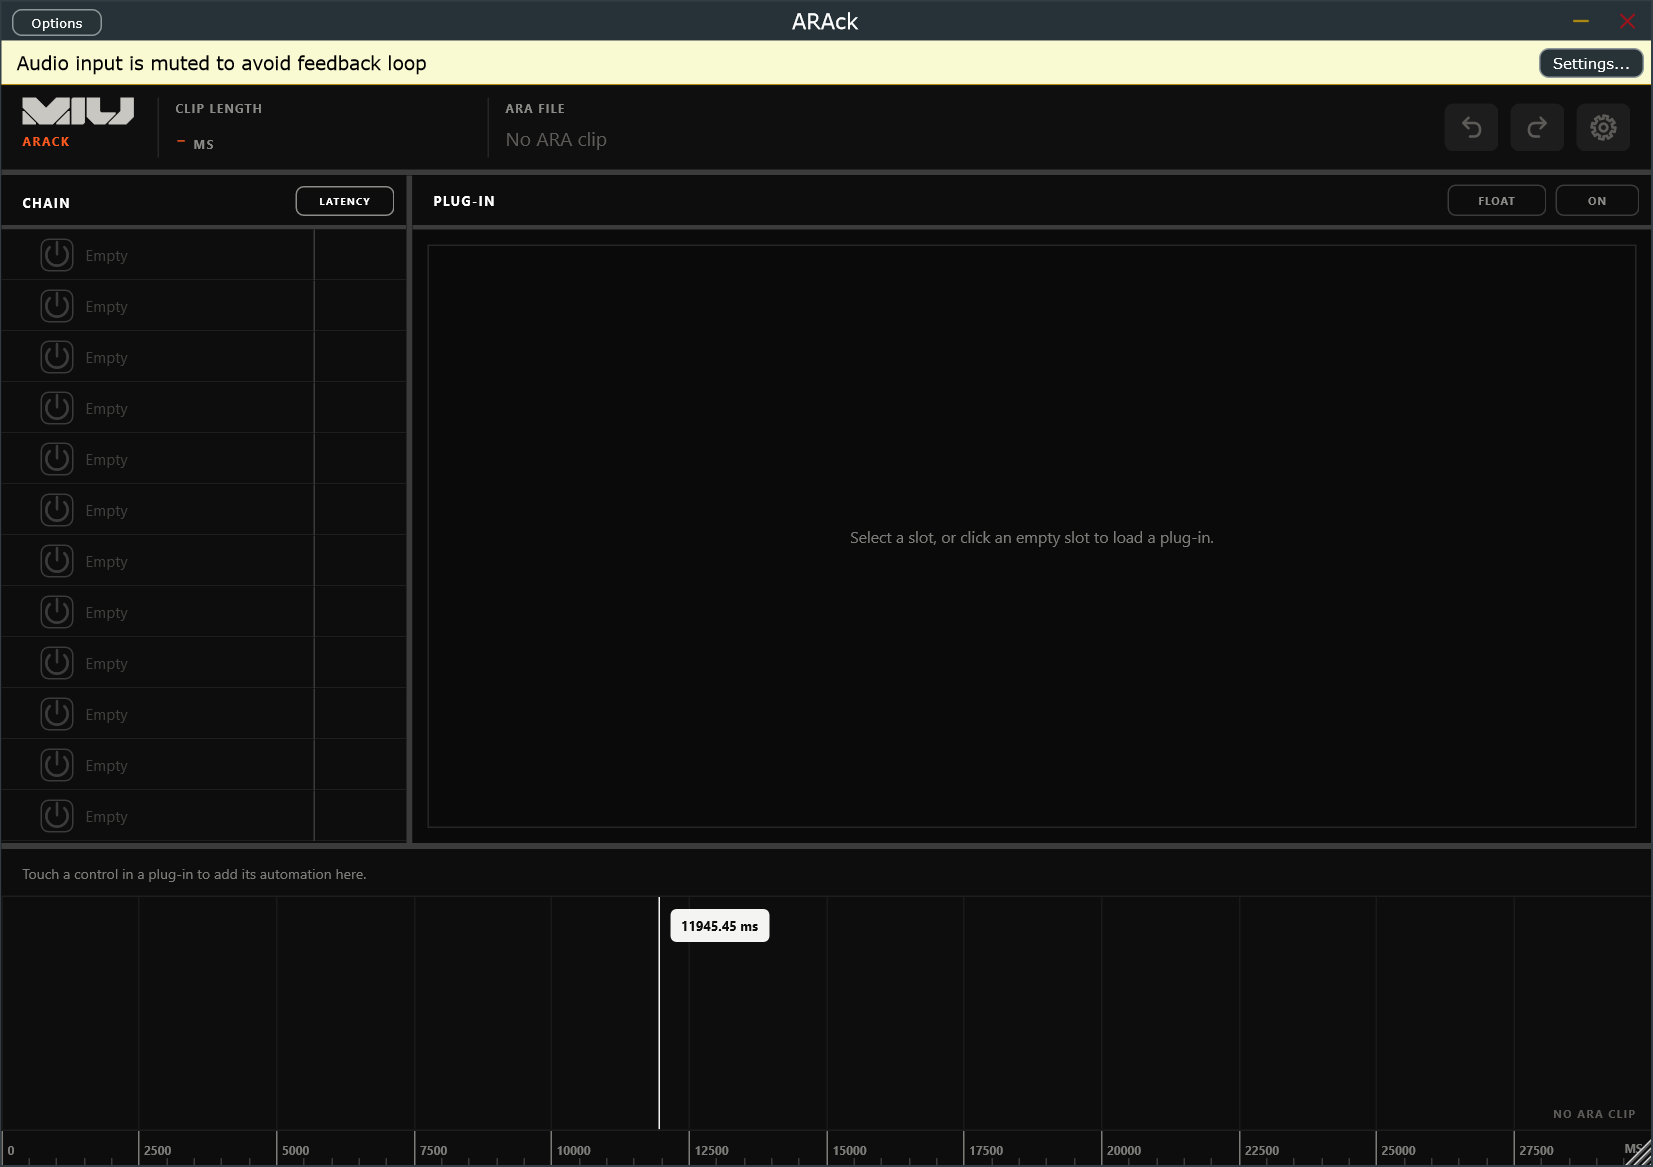 Options
ARAck
Audio input is muted to avoid feedback loop
Settings...
MIU
ARACK
CLIP LENGTH
– MS
ARA FILE
No ARA clip
CHAIN
LATENCY
PLUG-IN
FLOAT
ON
Empty
Empty
Empty
Empty
Empty
Empty
Empty
Empty
Empty
Empty
Empty
Empty
Select a slot, or click an empty slot to load a plug-in.
Touch a control in a plug-in to add its automation here.
11945.45 ms
NO ARA CLIP
0 2500 5000 7500 10000 12500 15000 17500 20000 22500 25000 27500 MS